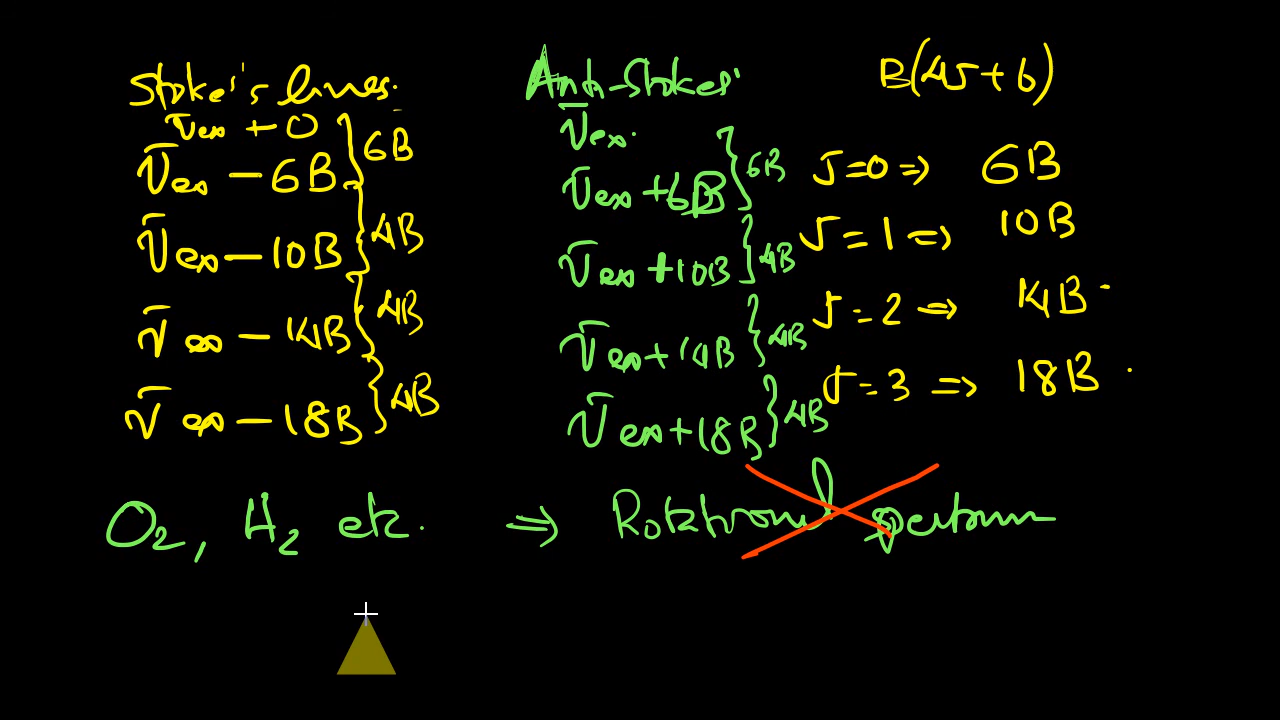 Stoke's lines.
ν̄ex + 0
ν̄ex − 6B } 6B
ν̄ex − 10B } 4B
ν̄ex − 14B } 4B
ν̄ex − 18B } 4B
Anti-Stokes'
ν̄ex.
ν̄ex + 6B } 6B
ν̄ex + 10B } 4B
ν̄ex + 14B } 4B
ν̄ex + 18B } 4B
B(4J + 6)
J = 0 ⇒ 6B
J = 1 ⇒ 10B
J = 2 ⇒ 14B
J = 3 ⇒ 18B
O2, H2 etc. ⇒ Rotational spectrum